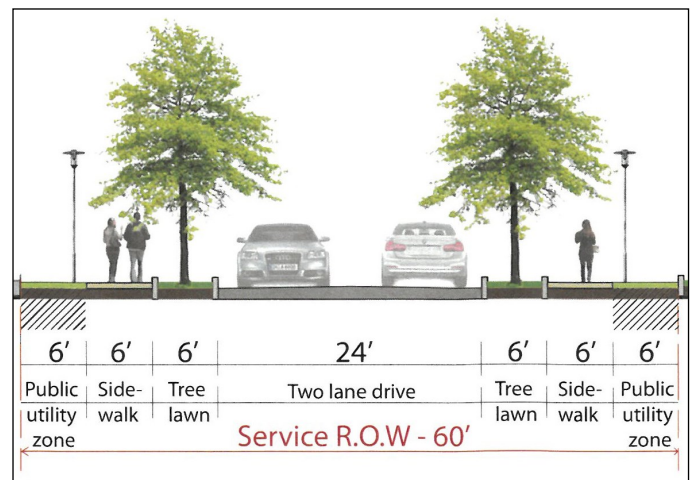 6' 6' 6' 24' 6' 6' 6'
Public utility zone
Side-walk
Tree lawn
Two lane drive
Tree lawn
Side-walk
Public utility zone
Service R.O.W - 60'